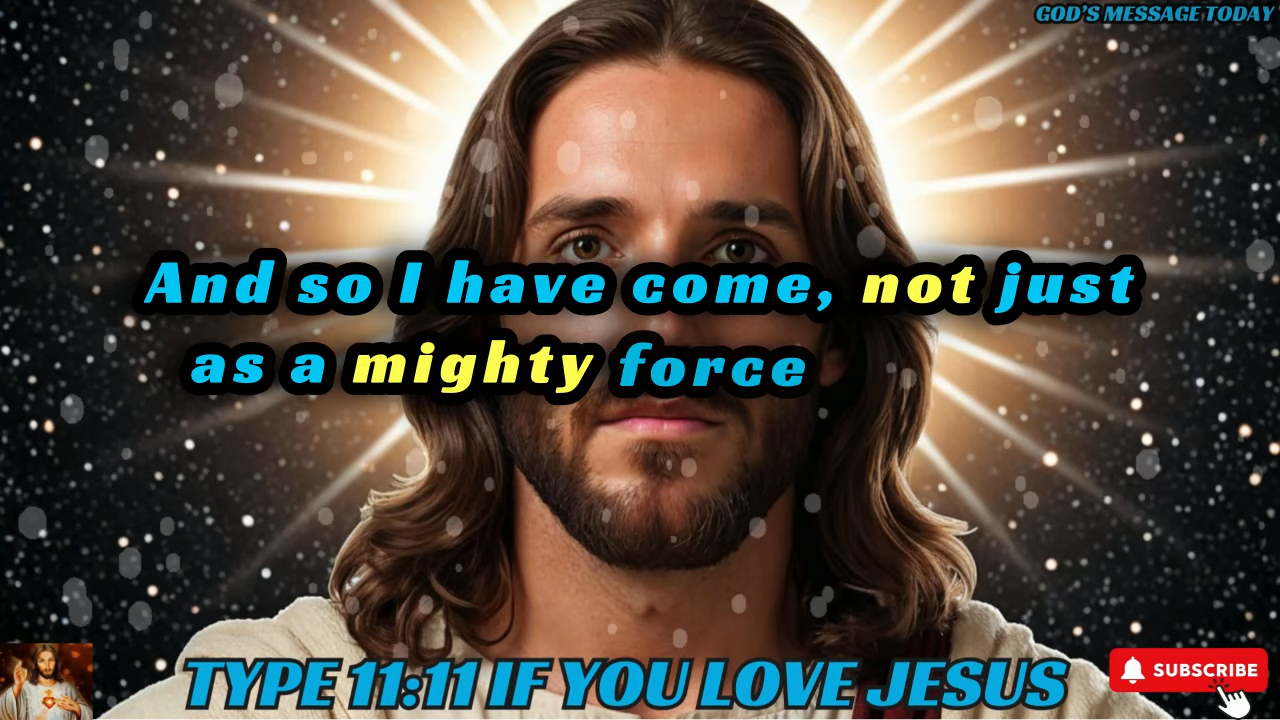 GOD'S MESSAGE TODAY
And so I have come, not just
as a mighty force
TYPE 11:11 IF YOU LOVE JESUS
SUBSCRIBE